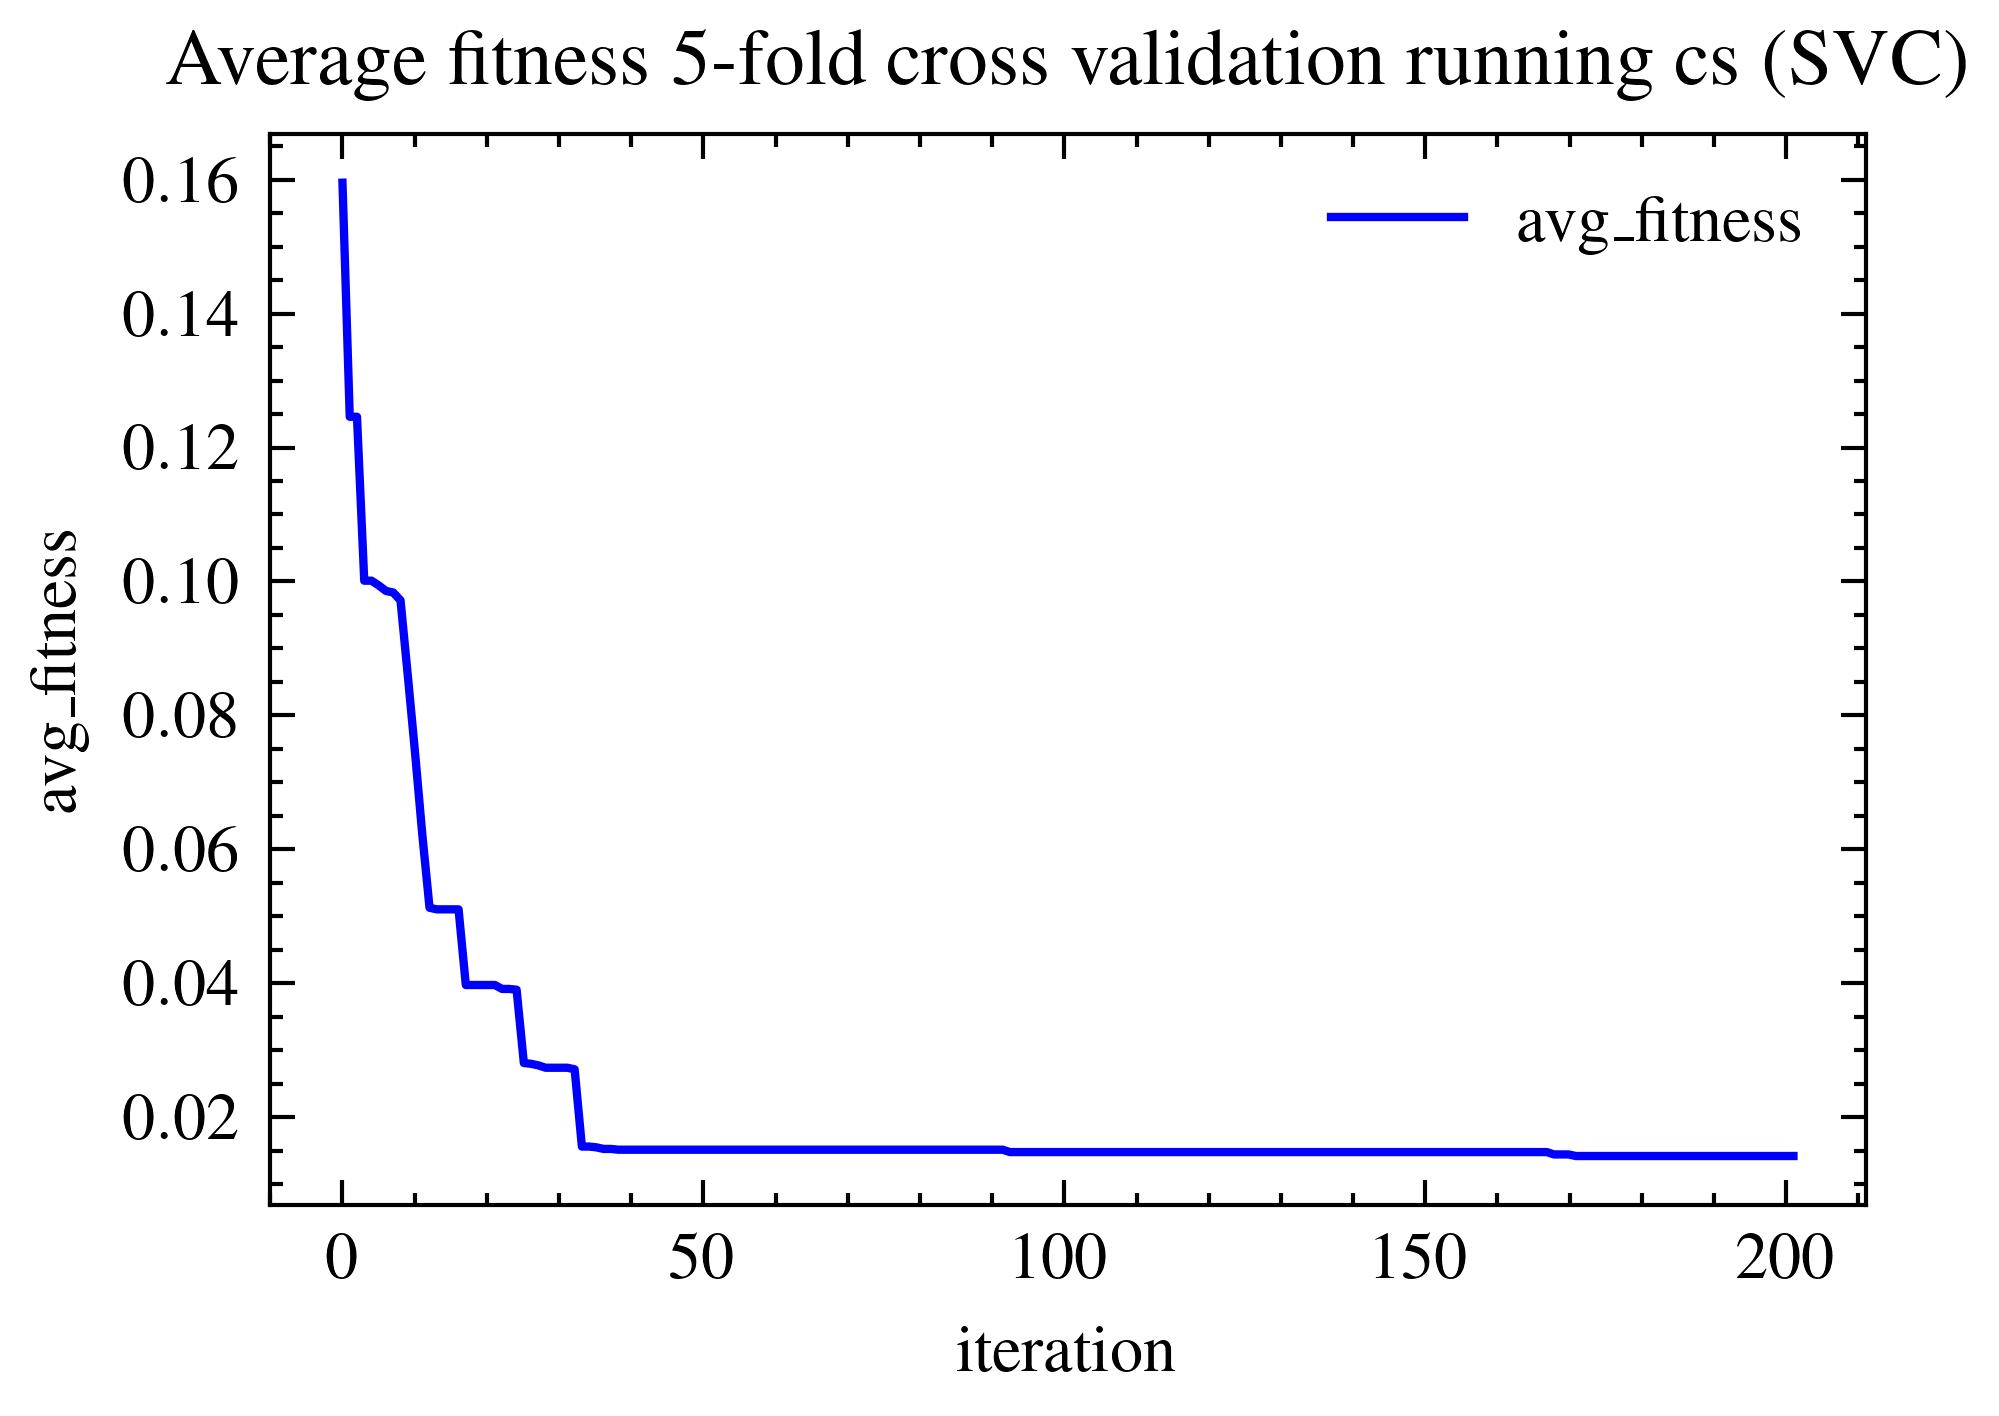 Average fitness 5-fold cross validation running cs (SVC)
avg_fitness
0.16
0.14
0.12
0.10
0.08
0.06
0.04
0.02
avg_fitness
0 50 100 150 200
iteration